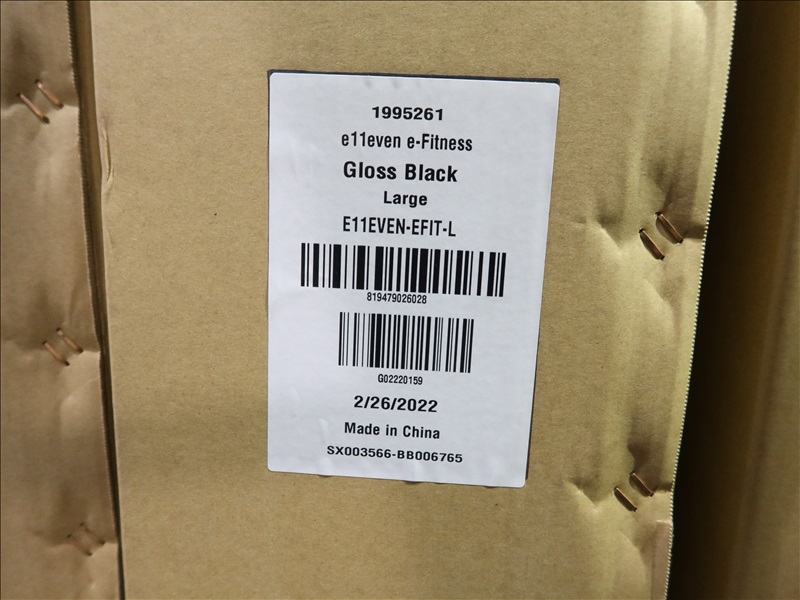 1995261
e11even e-Fitness
Gloss Black
Large
E11EVEN-EFIT-L
819479026028
G02220159
2/26/2022
Made in China
SX003566-BB006765